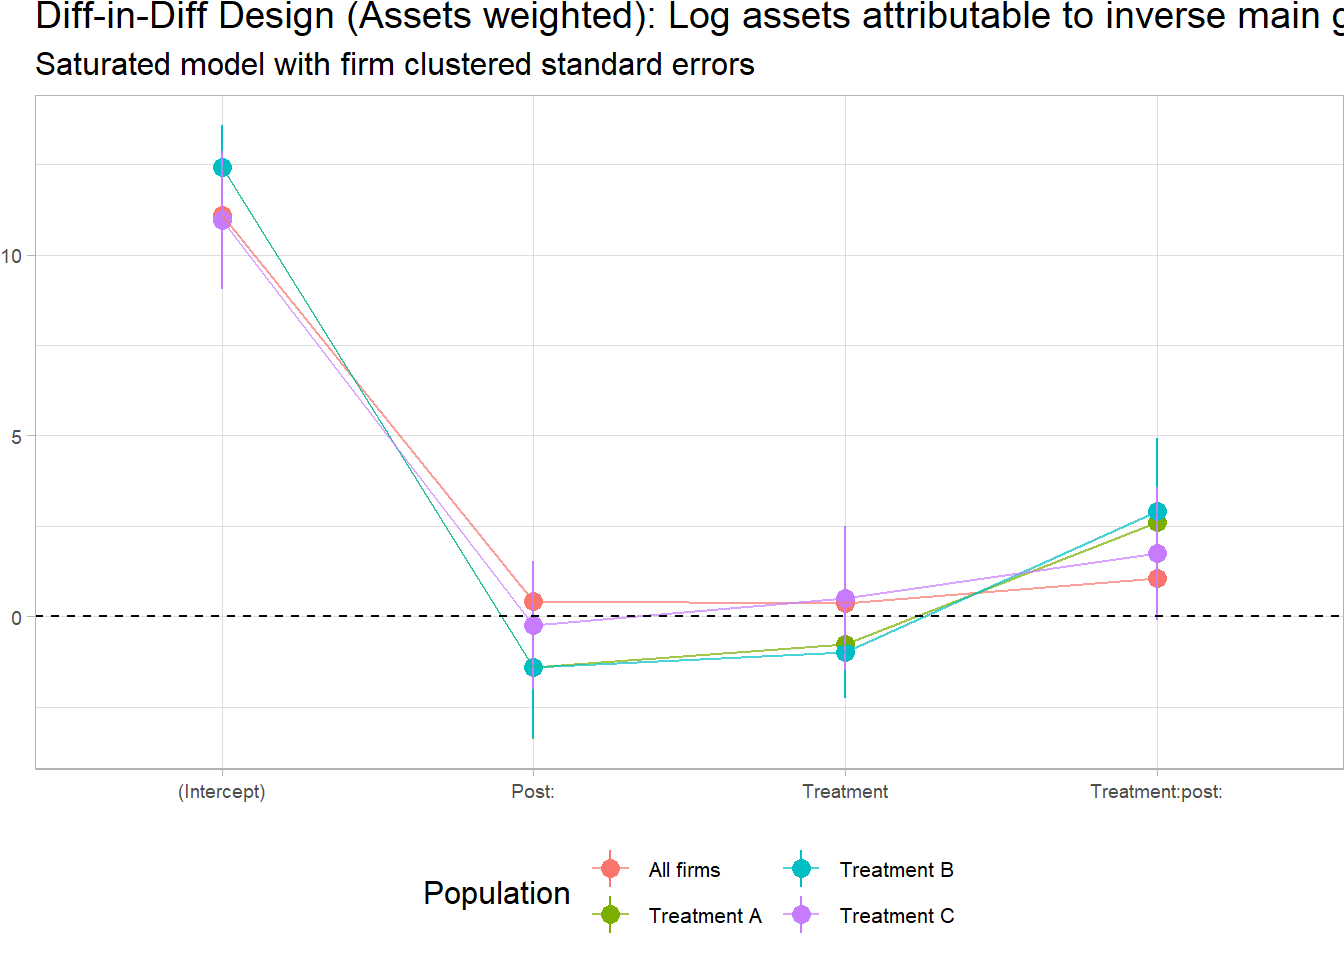 Diff-in-Diff Design (Assets weighted): Log assets attributable to inverse main
Saturated model with firm clustered standard errors
10
5
0
(Intercept) Post: Treatment Treatment:post:
Population
All firms Treatment B
Treatment A Treatment C